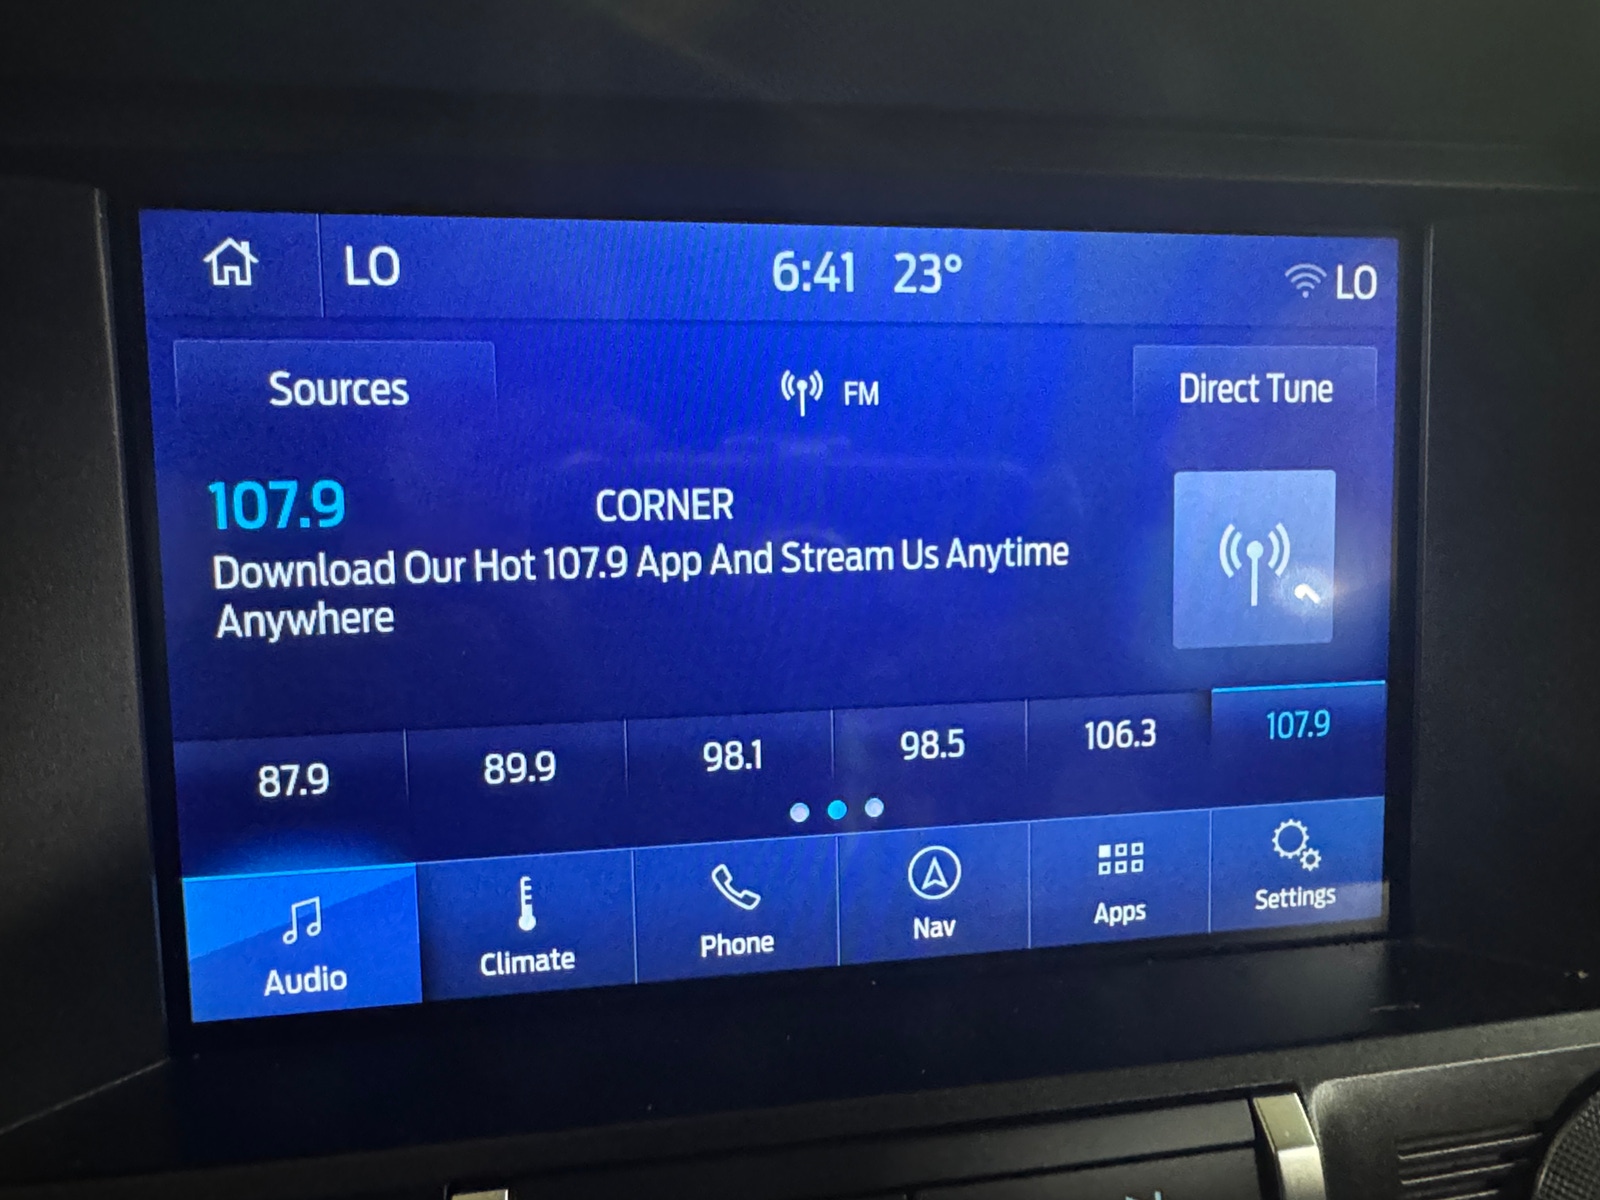 LO 6:41 23° LO
Sources FM Direct Tune
107.9 CORNER
Download Our Hot 107.9 App And Stream Us Anytime
Anywhere
87.9 89.9 98.1 98.5 106.3 107.9
Audio Climate Phone Nav Apps Settings